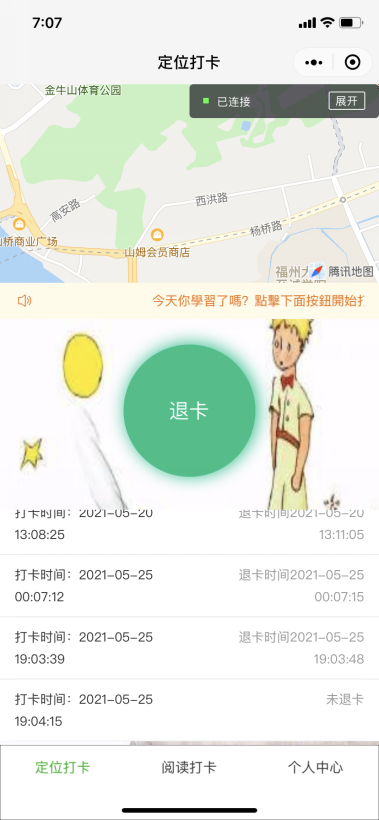 7:07
定位打卡
金牛山体育公园
已连接 展开
西洪路
高安路
杨桥路
桥商业广场
山姆会员商店
福州大
腾讯地图
今天你學習了嗎？點擊下面按鈕開始扌
退卡
打卡时间：2021-05-20 退卡时间2021-05-20
13:08:25 13:11:05
打卡时间：2021-05-25 退卡时间2021-05-25
00:07:12 00:07:15
打卡时间：2021-05-25 退卡时间2021-05-25
19:03:39 19:03:48
打卡时间：2021-05-25 未退卡
19:04:15
定位打卡 阅读打卡 个人中心